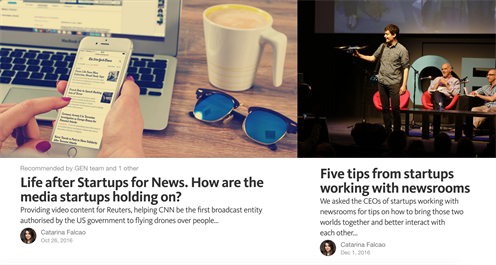 The New York Times
Recommended by GEN team and 1 other
Life after Startups for News. How are the
media startups holding on?
Providing video content for Reuters, helping CNN be the first broadcast entity
authorised by the US government to flying drones over people...
Catarina Falcao
Oct 26, 2016
Five tips from startups
working with newsrooms
We asked the CEOs of startups working with
newsrooms for tips on how to bring those two
worlds together and better interact with
each other...
Catarina Falcao
Dec 1, 2016